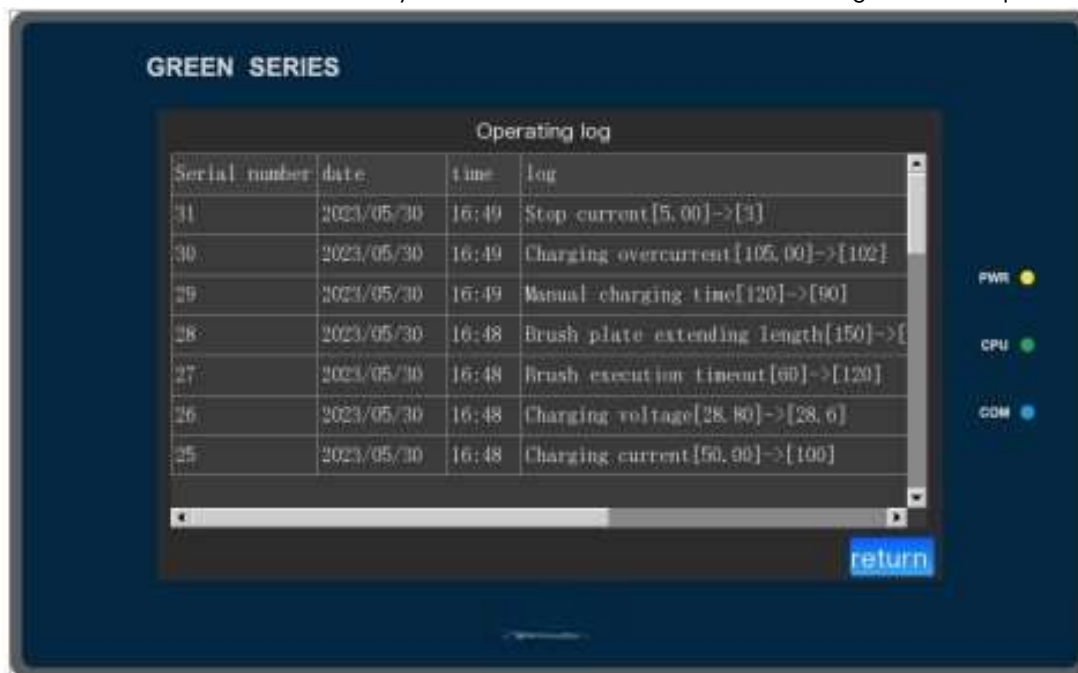 GREEN SERIES
Operating log
Serial number date time log
31 2023/05/30 16:49 Stop current[5.00]->[3]
30 2023/05/30 16:49 Charging overcurrent[105.00]->[102]
29 2023/05/30 16:49 Manual charging time[120]->[90]
28 2023/05/30 16:48 Brush plate extending length[150]->[
27 2023/05/30 16:48 Brush execution timeout[60]->[120]
26 2023/05/30 16:48 Charging voltage[28.80]->[28.6]
25 2023/05/30 16:48 Charging current[50.00]->[100]
return
PWR
CPU
COM